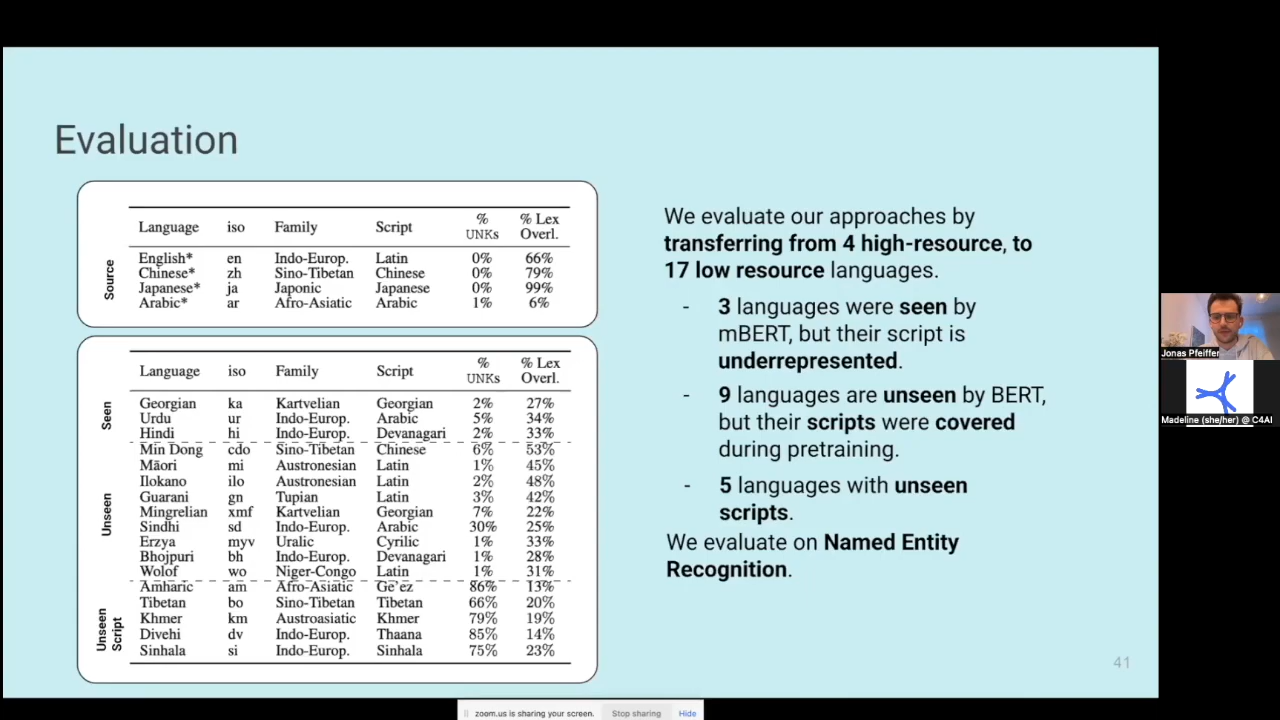 Evaluation
Source
Language iso Family Script % UNKs % Lex Overl.
English* en Indo-Europ. Latin 0% 66%
Chinese* zh Sino-Tibetan Chinese 0% 79%
Japanese* ja Japonic Japanese 0% 99%
Arabic* ar Afro-Asiatic Arabic 1% 6%
Language iso Family Script % UNKs % Lex Overl.
Seen
Georgian ka Kartvelian Georgian 2% 27%
Urdu ur Indo-Europ. Arabic 5% 34%
Hindi hi Indo-Europ. Devanagari 2% 33%
Unseen
Min Dong cdo Sino-Tibetan Chinese 6% 53%
Māori mi Austronesian Latin 1% 45%
Ilokano ilo Austronesian Latin 2% 48%
Guarani gn Tupian Latin 3% 42%
Mingrelian xmf Kartvelian Georgian 7% 22%
Sindhi sd Indo-Europ. Arabic 30% 25%
Erzya myv Uralic Cyrilic 1% 33%
Bhojpuri bh Indo-Europ. Devanagari 1% 28%
Wolof wo Niger-Congo Latin 1% 31%
Unseen Script
Amharic am Afro-Asiatic Ge'ez 86% 13%
Tibetan bo Sino-Tibetan Tibetan 66% 20%
Khmer km Austroasiatic Khmer 79% 19%
Divehi dv Indo-Europ. Thaana 85% 14%
Sinhala si Indo-Europ. Sinhala 75% 23%
We evaluate our approaches by
transferring from 4 high-resource, to
17 low resource languages.
- 3 languages were seen by
mBERT, but their script is
underrepresented.
- 9 languages are unseen by BERT,
but their scripts were covered
during pretraining.
- 5 languages with unseen
scripts.
We evaluate on Named Entity
Recognition.
41
Jonas Pfeiffer
Madeline (she/her) @ C4AI
zoom.us is sharing your screen. Stop sharing Hide